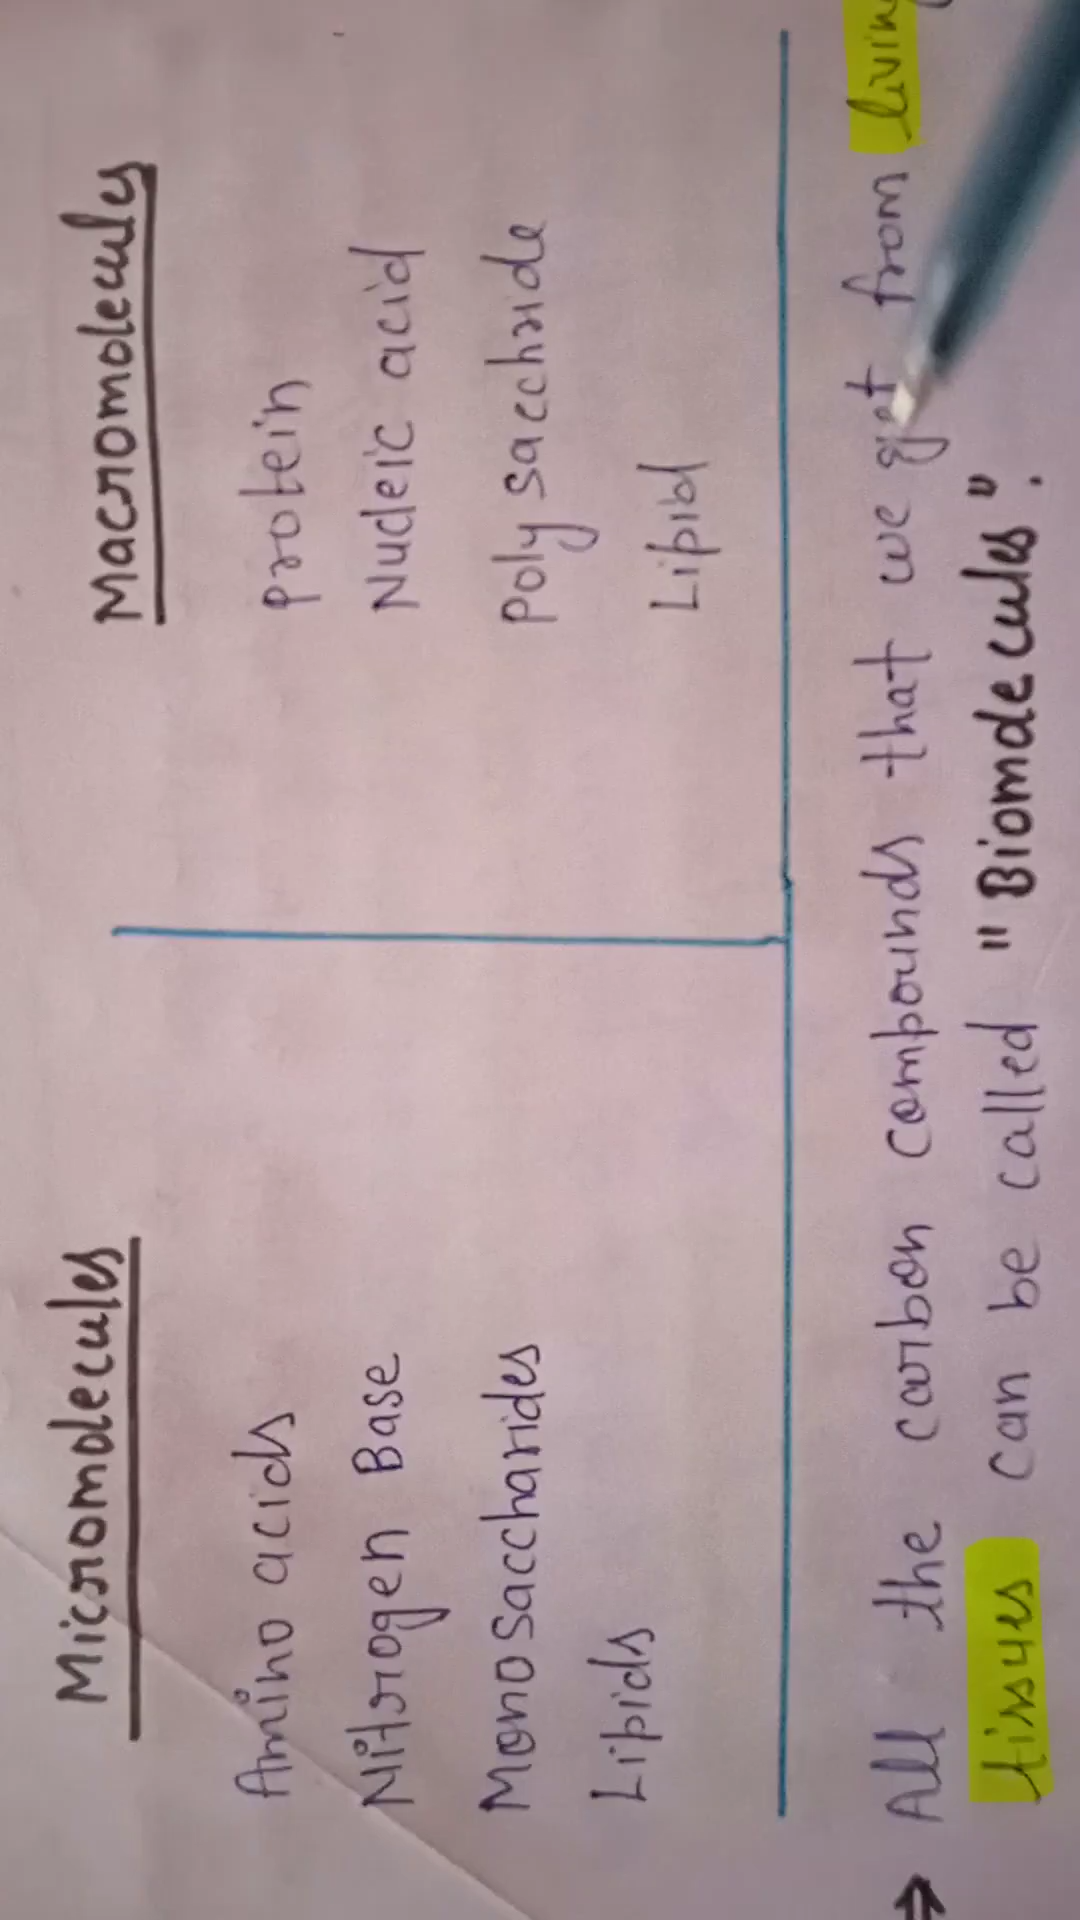 Micromolecules
Macromolecules
Amino acids
protein
Nitrogen Base
Nucleic acid
Monosaccharides
Poly sacchride
Lipids
Lipid
⇒ All the carbon compounds that we get from living
tissues can be called "Biomolecules".